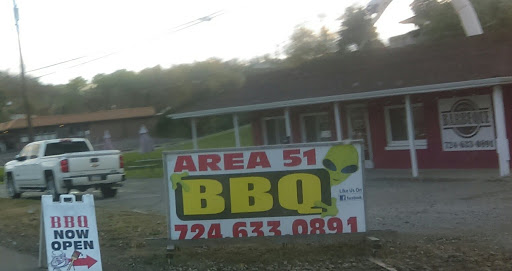 BARBEQUE
724-633-0891
AREA 51
BBQ
Like Us On
facebook
724.633.0891
BBQ
NOW
OPEN